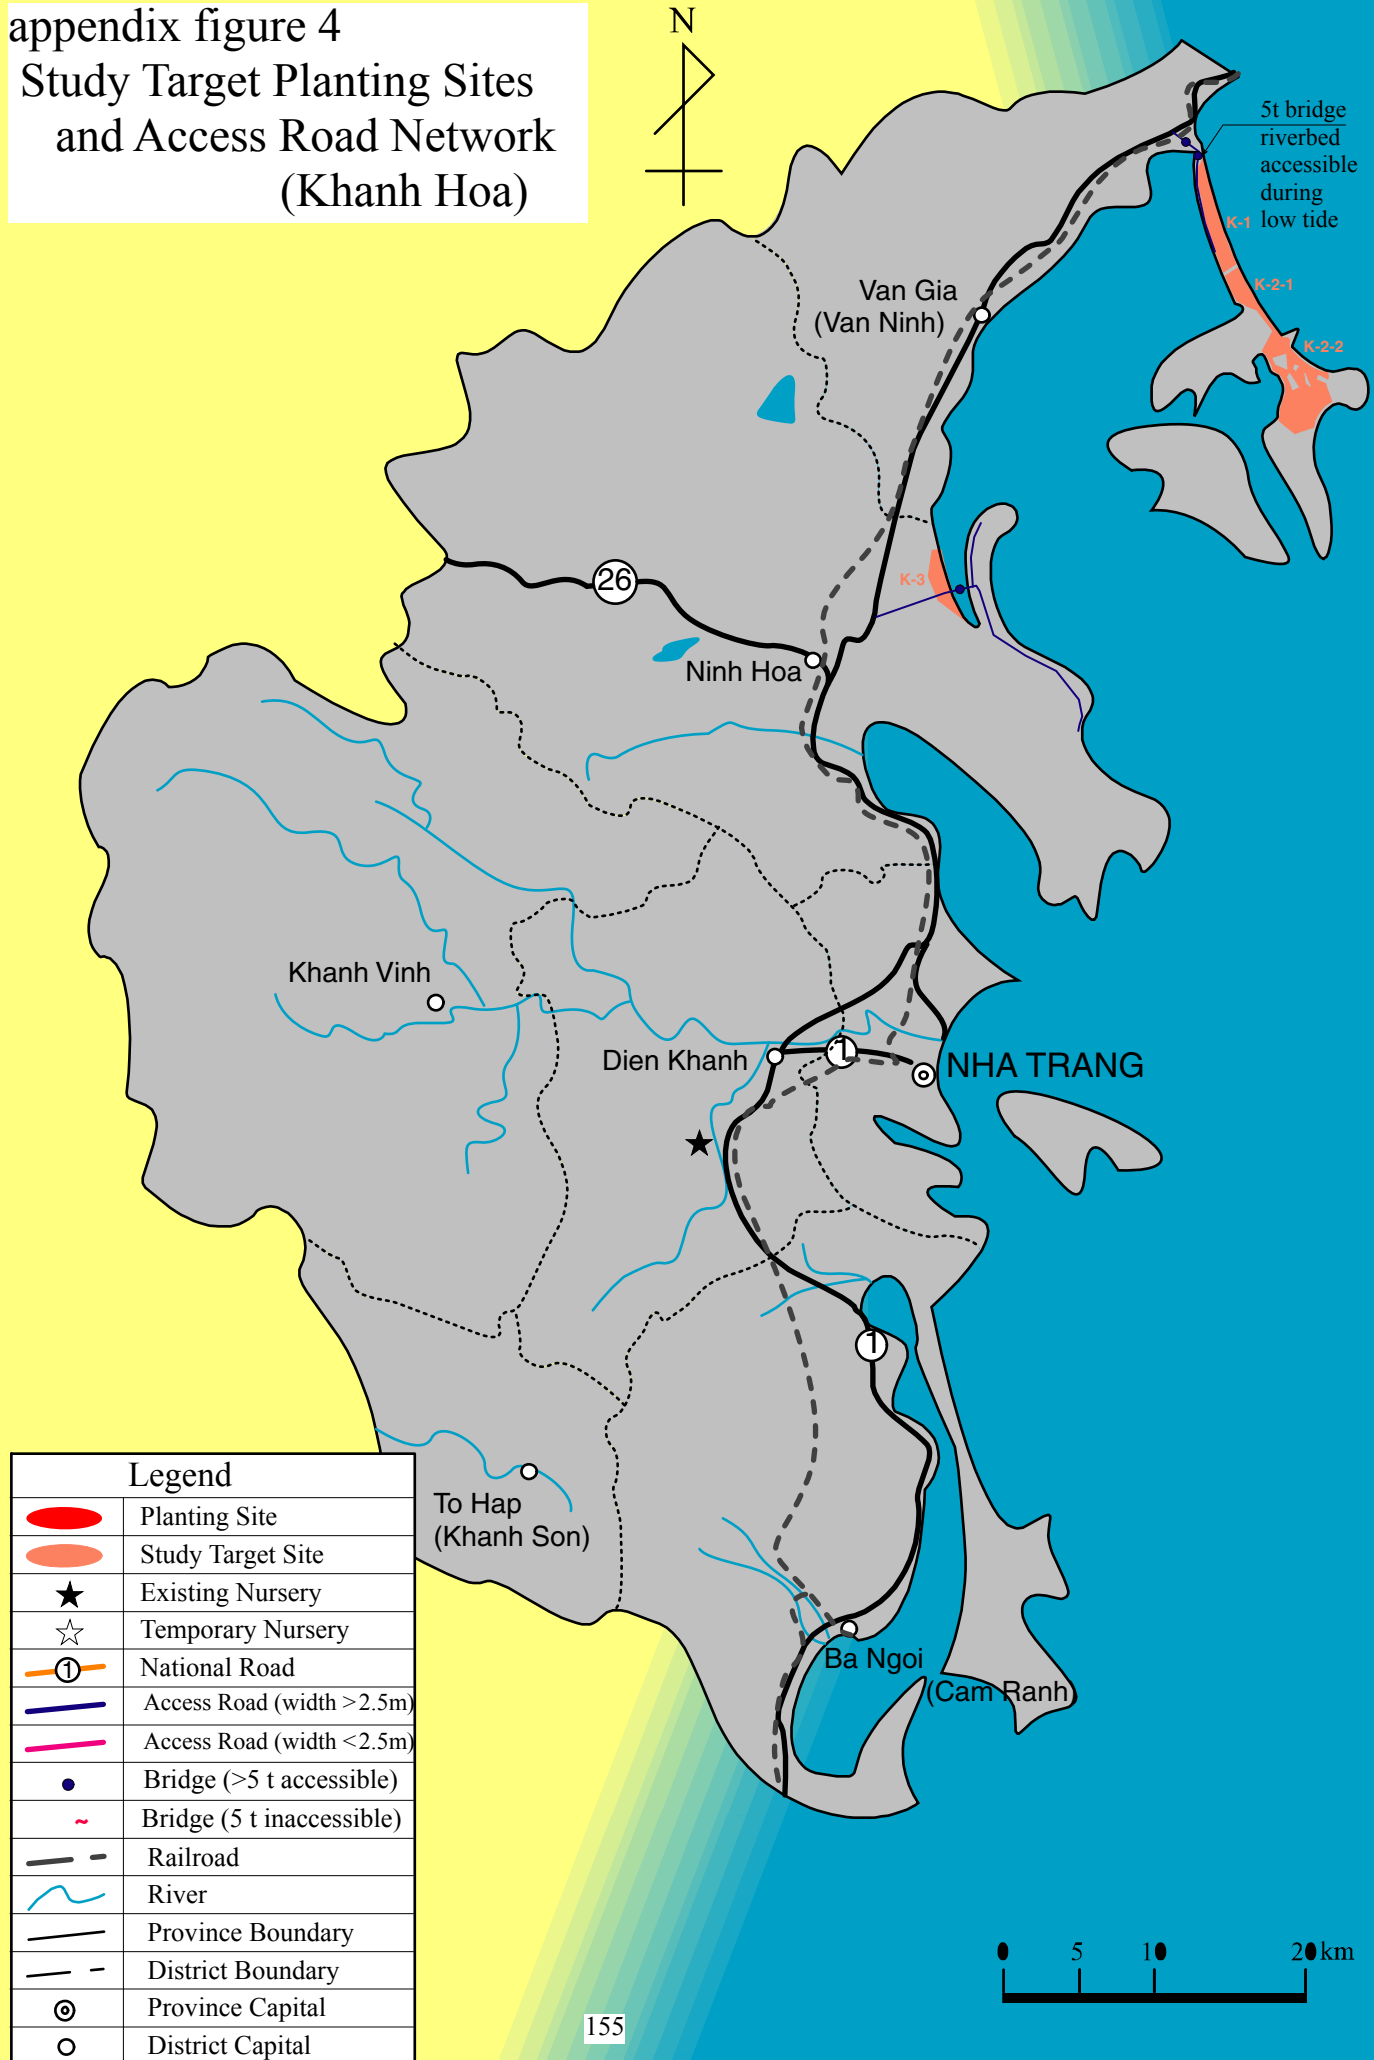 appendix figure 4
Study Target Planting Sites
and Access Road Network
(Khanh Hoa)
N
5t bridge
riverbed
accessible
during
low tide
K-1
K-2-1
K-2-2
Van Gia
(Van Ninh)
K-3
26
Ninh Hoa
Khanh Vinh
Dien Khanh
1
NHA TRANG
1
To Hap
(Khanh Son)
Ba Ngoi
(Cam Ranh)
Legend
Planting Site
Study Target Site
Existing Nursery
Temporary Nursery
1 National Road
Access Road (width >2.5m)
Access Road (width <2.5m)
Bridge (>5 t accessible)
Bridge (5 t inaccessible)
Railroad
River
Province Boundary
District Boundary
Province Capital
District Capital
0 5 10 20 km
155